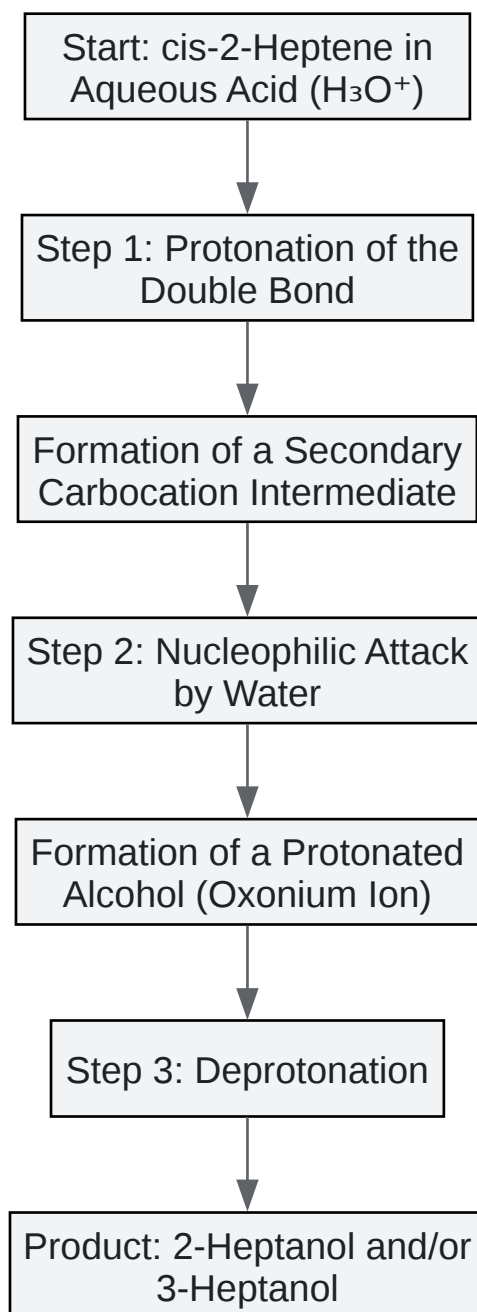 Start: cis-2-Heptene in
Aqueous Acid (H₃O⁺)
Step 1: Protonation of the
Double Bond
Formation of a Secondary
Carbocation Intermediate
Step 2: Nucleophilic Attack
by Water
Formation of a Protonated
Alcohol (Oxonium Ion)
Step 3: Deprotonation
Product: 2-Heptanol and/or
3-Heptanol